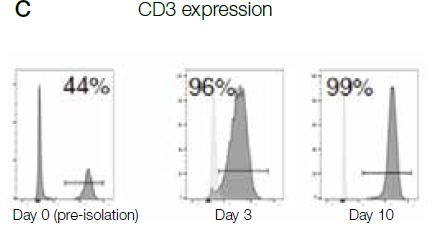 C CD3 expression
44% 96% 99%
Day 0 (pre-isolation) Day 3 Day 10